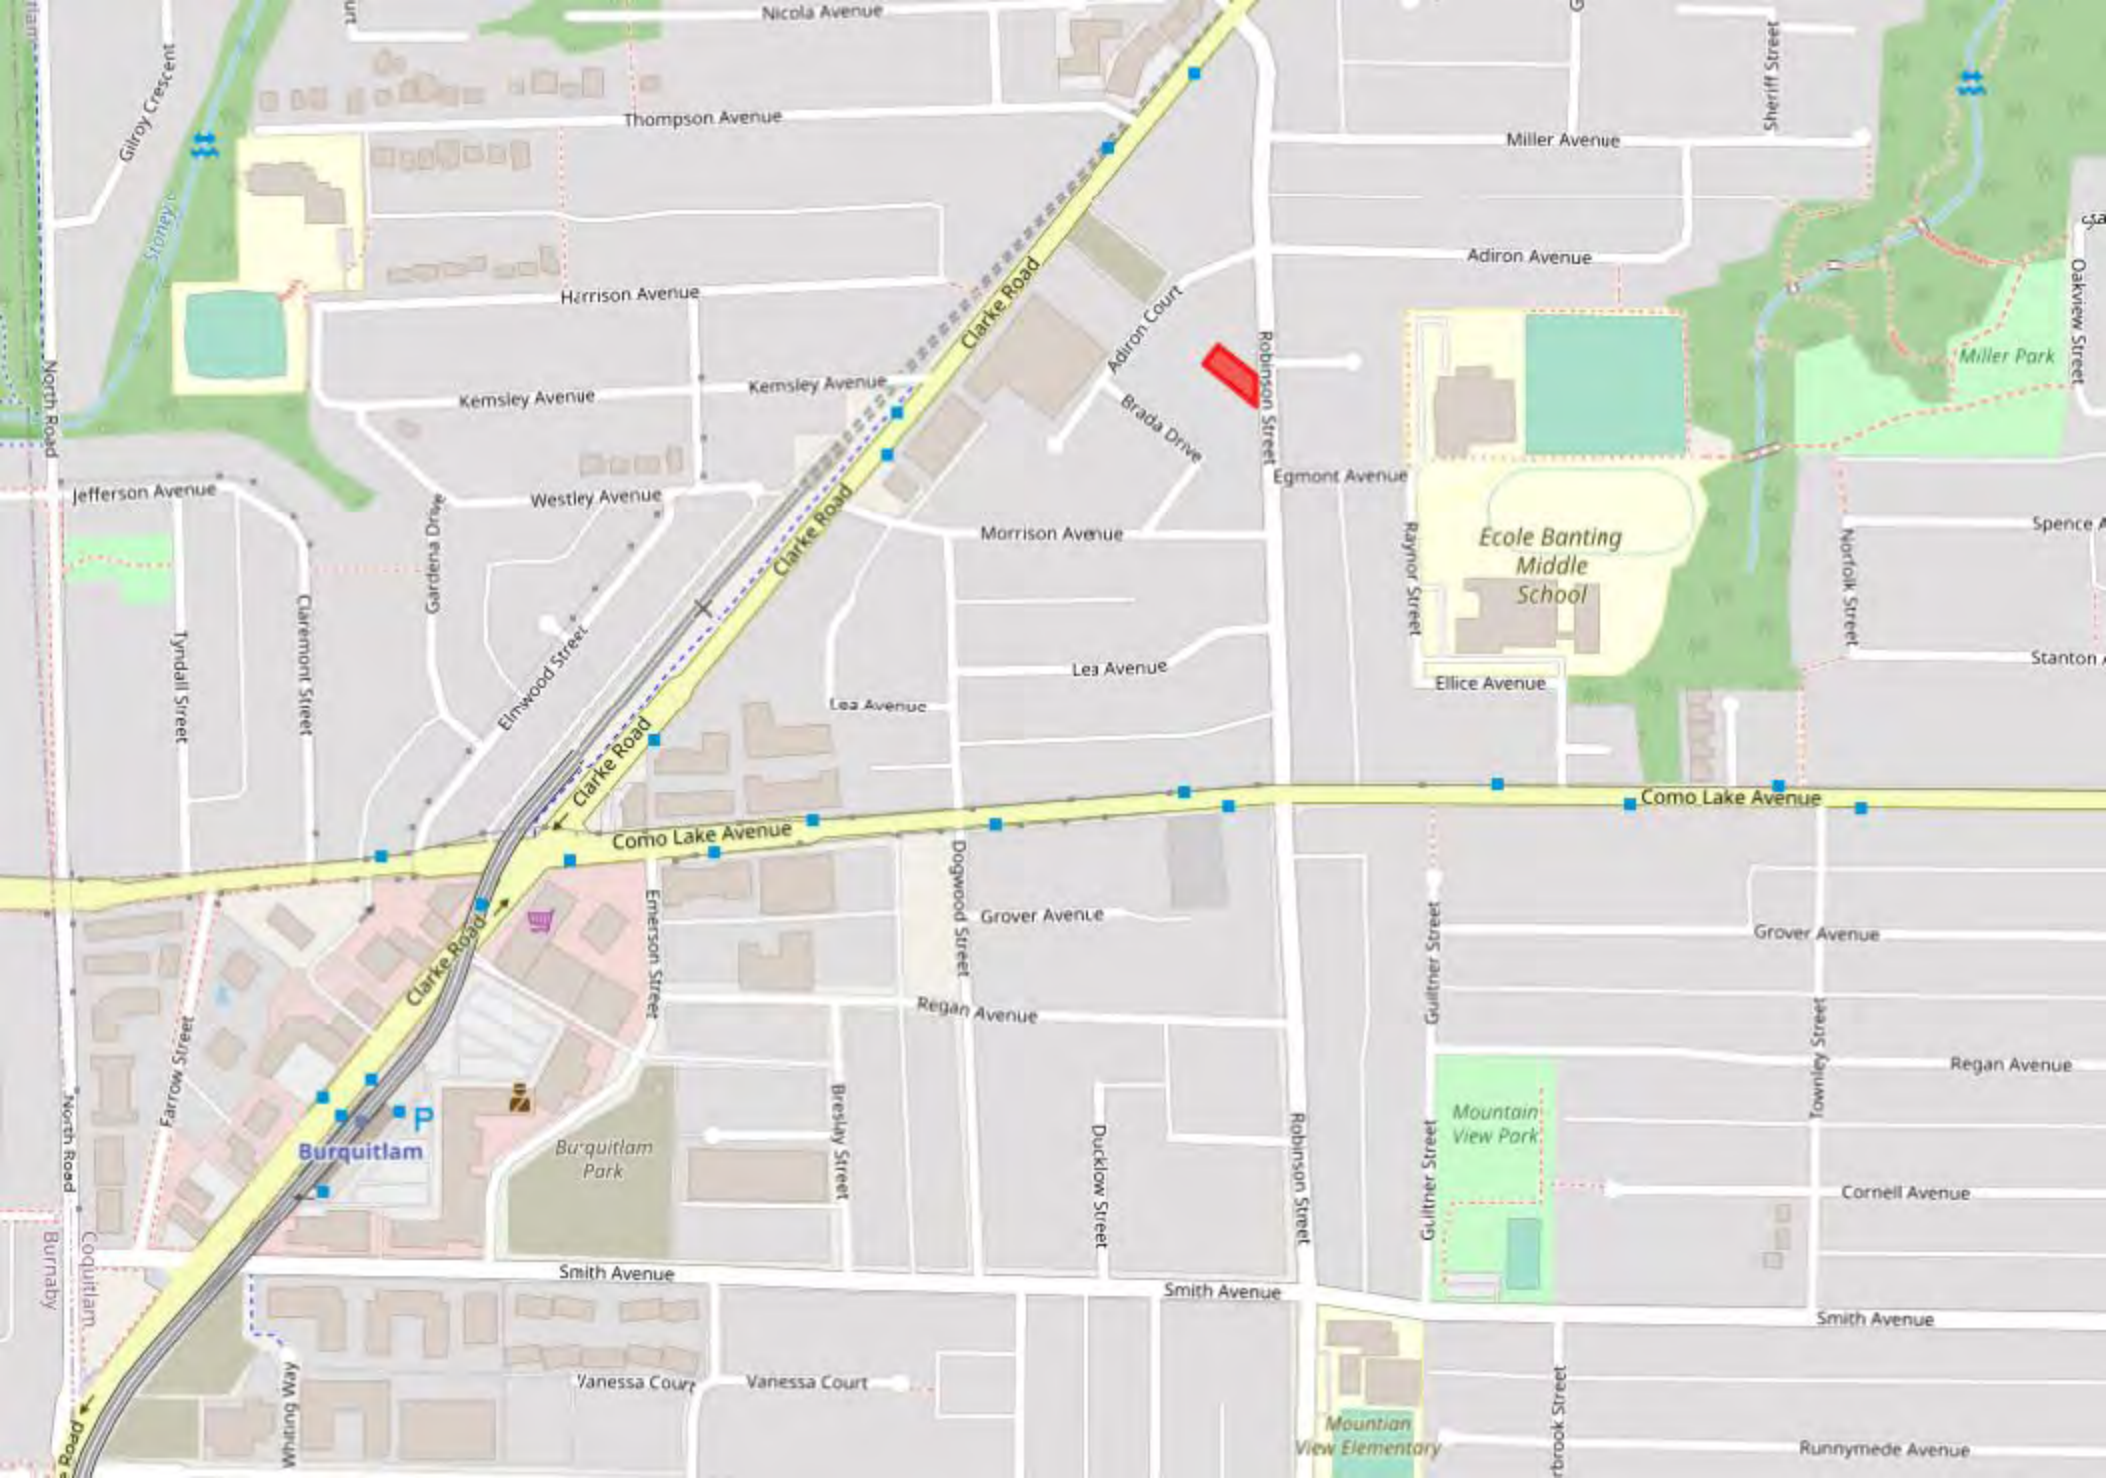 Nicola Avenue
Gilroy Crescent
Sheriff Street
Thompson Avenue
Miller Avenue
Adiron Avenue
Clarke Road
Harrison Avenue
Adiron Court
Oakview Street
Robinson Street
Miller Park
North Road
Kemsley Avenue
Kemsley Avenue
Brada Drive
Egmont Avenue
Jefferson Avenue
Westley Avenue
Gardena Drive
Clarke Road
Morrison Avenue
Raynor Street
Ecole Banting
Middle
School
Spence A
Norfolk Street
Claremont Street
Tyndall Street
Elmwood Street
Lea Avenue
Lea Avenue
Ellice Avenue
Stanton A
Clarke Road
Como Lake Avenue
Como Lake Avenue
Dogwood Street
Emerson Street
Grover Avenue
Guiltner Street
Grover Avenue
Clarke Road
Farrow Street
Regan Avenue
Townley Street
Regan Avenue
North Road
P
Burquitlam
Burquitlam
Park
Breslay Street
Ducklow Street
Robinson Street
Guiltner Street
Mountain
View Park
Cornell Avenue
Burnaby
Coquitlam
Smith Avenue
Smith Avenue
Smith Avenue
Whiting Way
Vanessa Court
Vanessa Court
Mountian
View Elementary
rbrook Street
Runnymede Avenue
e Road